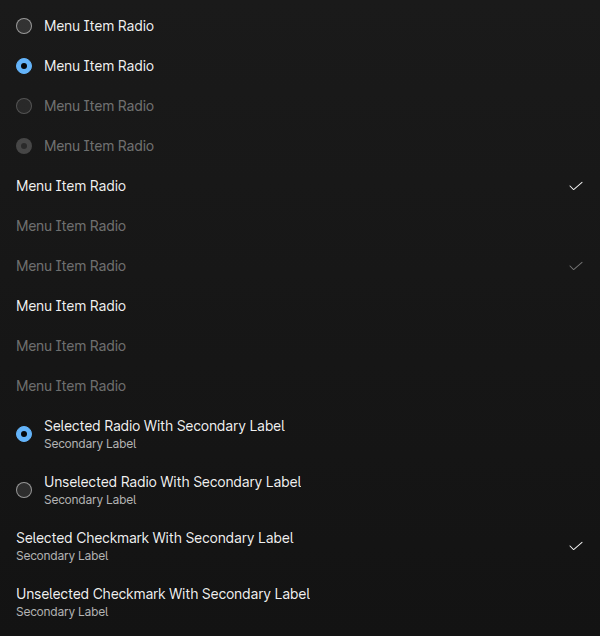 Menu Item Radio
Menu Item Radio
Menu Item Radio
Menu Item Radio
Menu Item Radio
Menu Item Radio
Menu Item Radio
Menu Item Radio
Menu Item Radio
Menu Item Radio
Selected Radio With Secondary Label
Secondary Label
Unselected Radio With Secondary Label
Secondary Label
Selected Checkmark With Secondary Label
Secondary Label
Unselected Checkmark With Secondary Label
Secondary Label